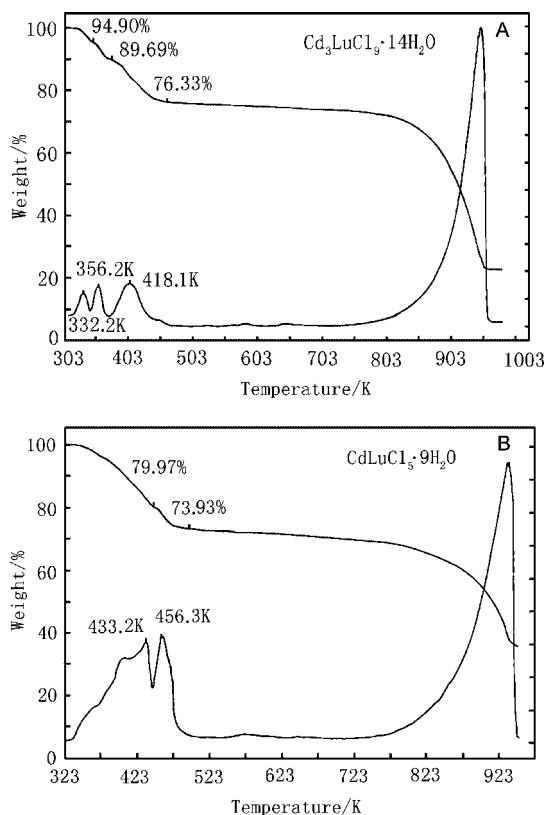 A
Cd₃LuCl₉·14H₂O
94.90%
89.69%
76.33%
356.2K
418.1K
332.2K
Weight/%
100
80
60
40
20
0
303 403 503 603 703 803 903 1003
Temperature/K
B
CdLuCl₅·9H₂O
79.97%
73.93%
433.2K
456.3K
Weight/%
100
80
60
40
20
0
323 423 523 623 723 823 923
Temperature/K